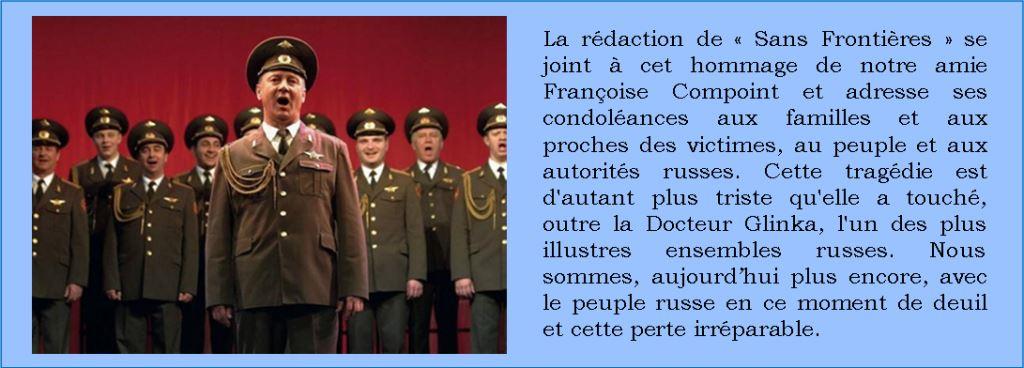 La rédaction de « Sans Frontières » se
joint à cet hommage de notre amie
Françoise Compoint et adresse ses
condoléances aux familles et aux
proches des victimes, au peuple et aux
autorités russes. Cette tragédie est
d'autant plus triste qu'elle a touché,
outre la Docteur Glinka, l'un des plus
illustres ensembles russes. Nous
sommes, aujourd’hui plus encore, avec
le peuple russe en ce moment de deuil
et cette perte irréparable.